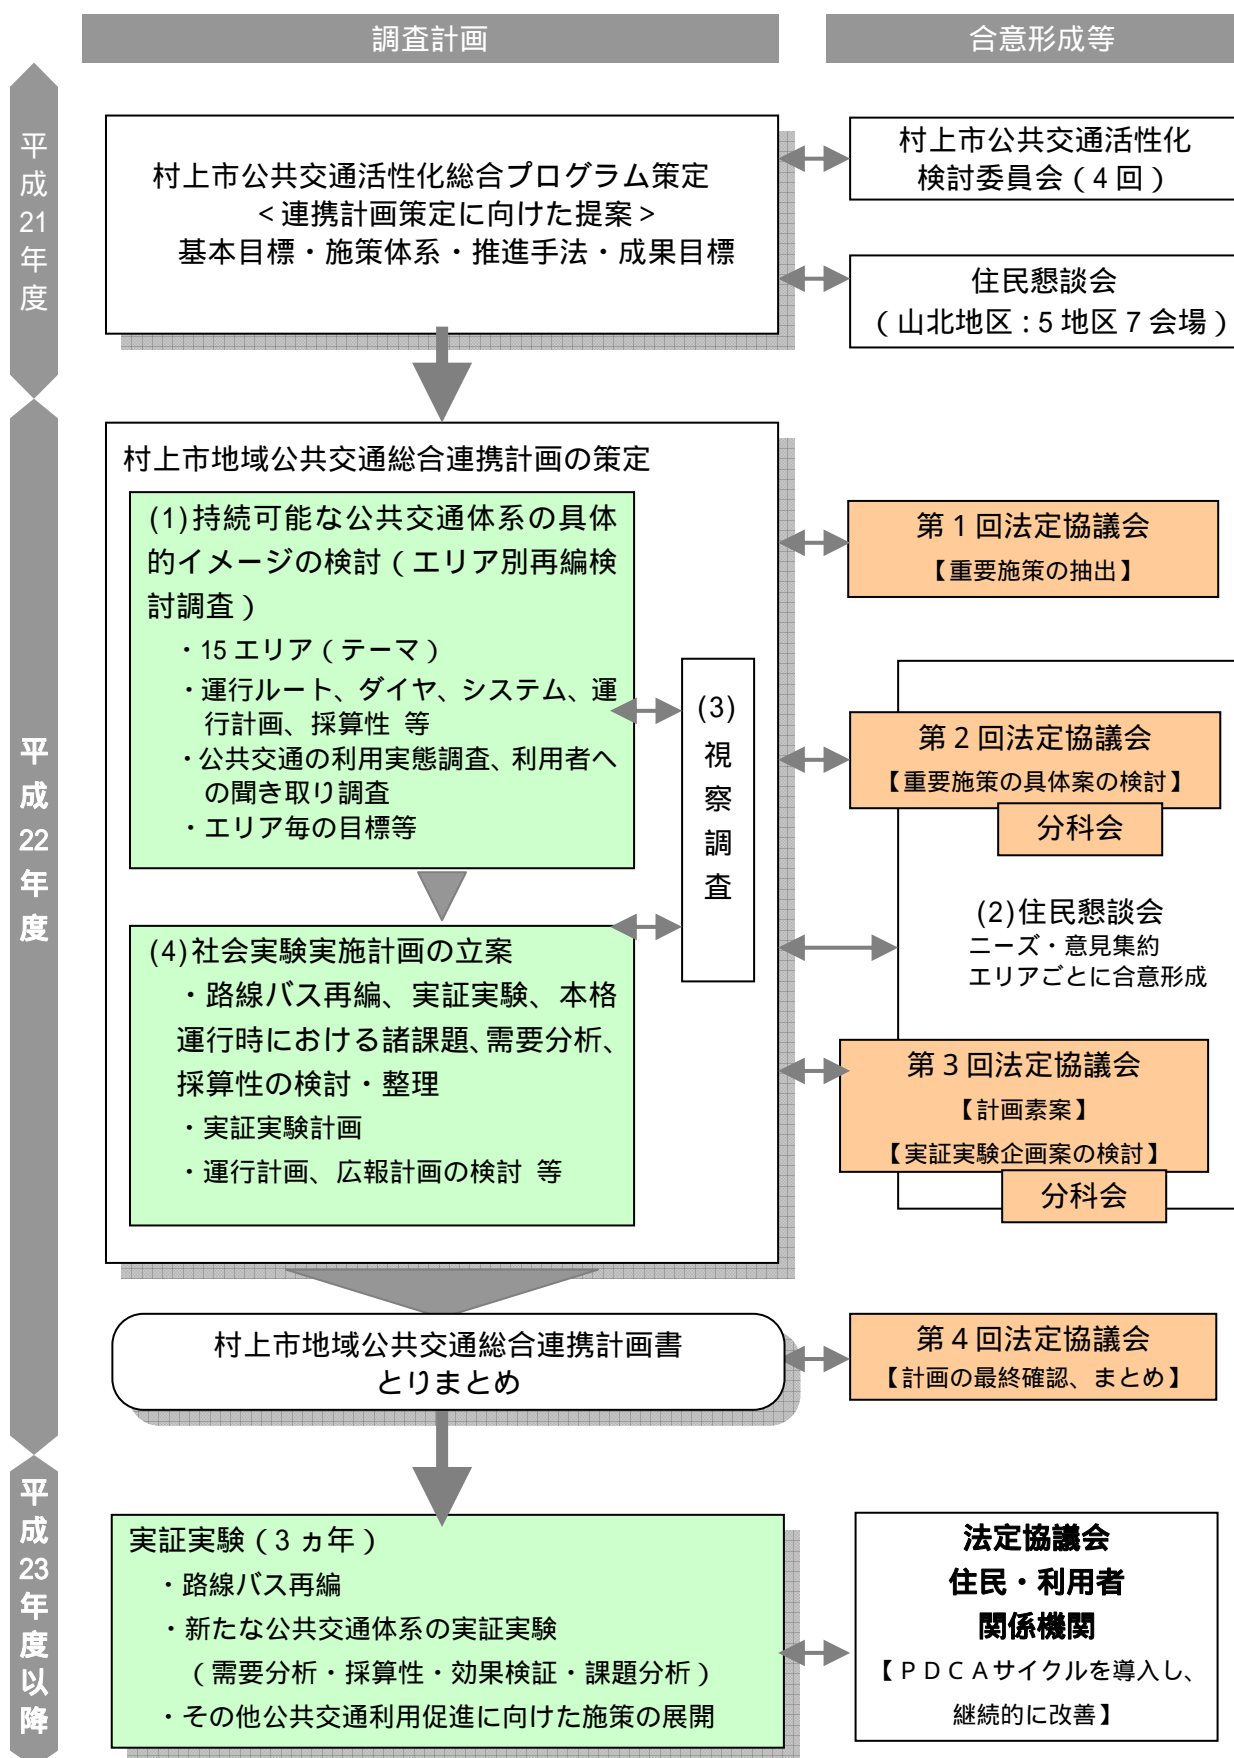 調査計画
合意形成等
平成21年度
村上市公共交通活性化総合プログラム策定
＜連携計画策定に向けた提案＞
基本目標・施策体系・推進手法・成果目標
村上市公共交通活性化
検討委員会（4回）
住民懇談会
（山北地区：5地区7会場）
平成22年度
村上市地域公共交通総合連携計画の策定
(1)持続可能な公共交通体系の具体
的イメージの検討（エリア別再編検
討調査）
・15エリア（テーマ）
・運行ルート、ダイヤ、システム、運
行計画、採算性 等
・公共交通の利用実態調査、利用者へ
の聞き取り調査
・エリア毎の目標等
(3)
視察調査
(4)社会実験実施計画の立案
・路線バス再編、実証実験、本格
運行時における諸課題、需要分析、
採算性の検討・整理
・実証実験計画
・運行計画、広報計画の検討 等
第1回法定協議会
【重要施策の抽出】
第2回法定協議会
【重要施策の具体案の検討】
分科会
(2)住民懇談会
ニーズ・意見集約
エリアごとに合意形成
第3回法定協議会
【計画素案】
【実証実験企画案の検討】
分科会
村上市地域公共交通総合連携計画書
とりまとめ
第4回法定協議会
【計画の最終確認、まとめ】
平成23年度以降
実証実験（3ヵ年）
・路線バス再編
・新たな公共交通体系の実証実験
（需要分析・採算性・効果検証・課題分析）
・その他公共交通利用促進に向けた施策の展開
法定協議会
住民・利用者
関係機関
【ＰＤＣＡサイクルを導入し、
継続的に改善】